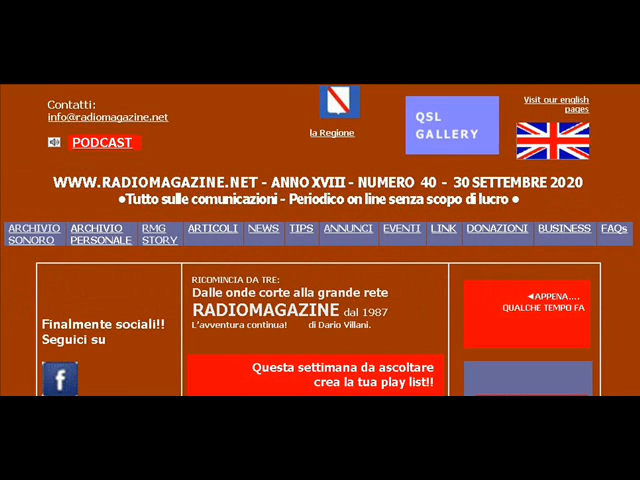 Contatti:
info@radiomagazine.net
PODCAST
la Regione
QSL
GALLERY
Visit our english
pages
WWW.RADIOMAGAZINE.NET - ANNO XVIII - NUMERO 40 - 30 SETTEMBRE 2020
●Tutto sulle comunicazioni - Periodico on line senza scopo di lucro ●
ARCHIVIO
SONORO
ARCHIVIO
PERSONALE
RMG
STORY
ARTICOLI
NEWS
TIPS
ANNUNCI
EVENTI
LINK
DONAZIONI
BUSINESS
FAQs
Finalmente sociali!!
Seguici su
f
RICOMINCIA DA TRE:
Dalle onde corte alla grande rete
RADIOMAGAZINE dal 1987
L'avventura continua! di Dario Villani.
Questa settimana da ascoltare
crea la tua play list!!
◄APPENA....
QUALCHE TEMPO FA